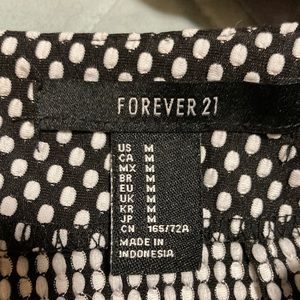 FOREVER 21
US M
CA M
MX M
BR M
EU M
UK M
KR M
JP M
CN 165/72A
MADE IN
INDONESIA